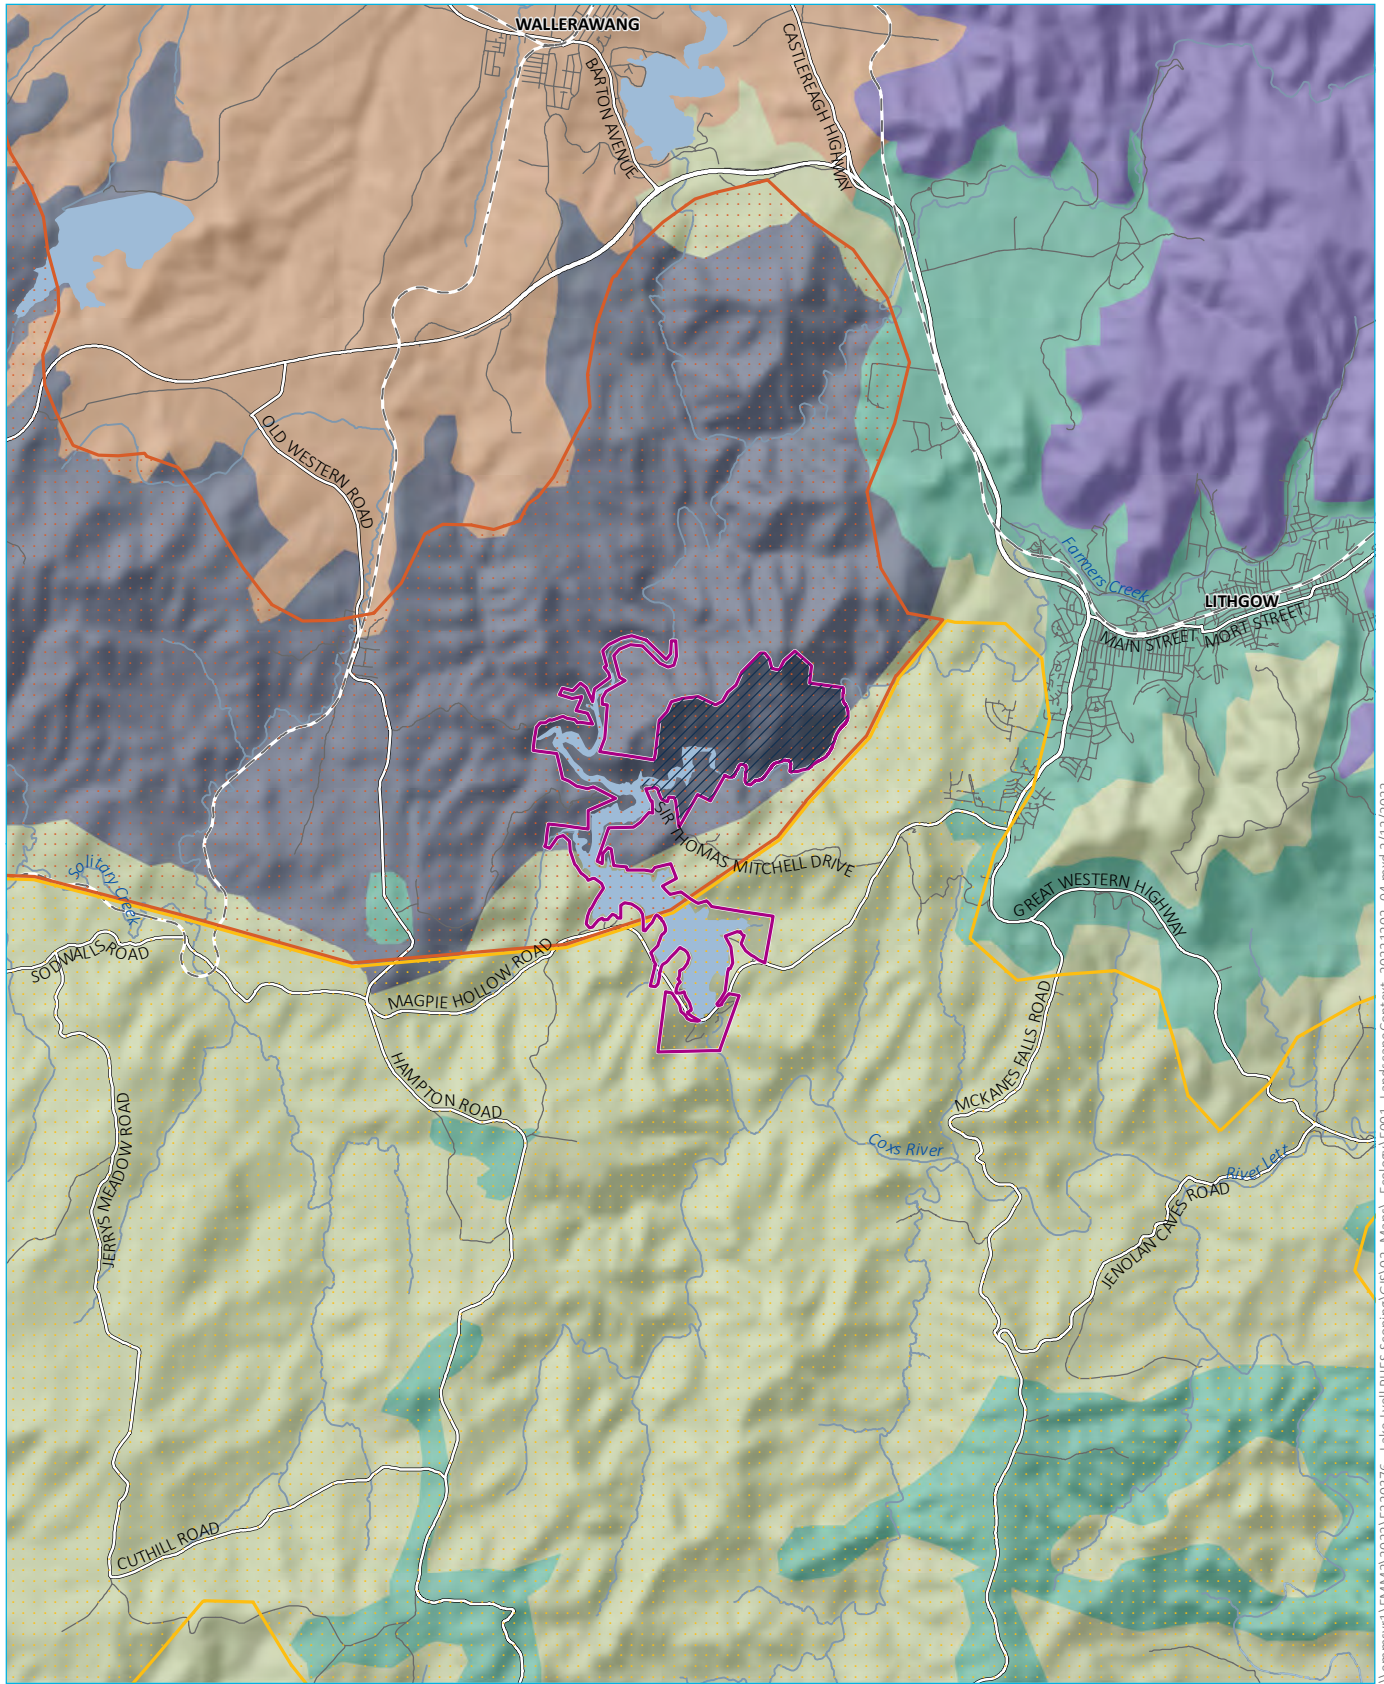 WALLERAWANG
BARTON AVENUE
CASTLEREAGH HIGHWAY
OLD WESTERN ROAD
Farmers Creek
LITHGOW
MAIN STREET
MORT STREET
SIR THOMAS MITCHELL DRIVE
Solitary Creek
GREAT WESTERN HIGHWAY
SODWALLS ROAD
MAGPIE HOLLOW ROAD
MCKANES FALLS ROAD
HAMPTON ROAD
JERRYS MEADOW ROAD
Coxs River
River Lett
JENOLAN CAVES ROAD
CUTHILL ROAD